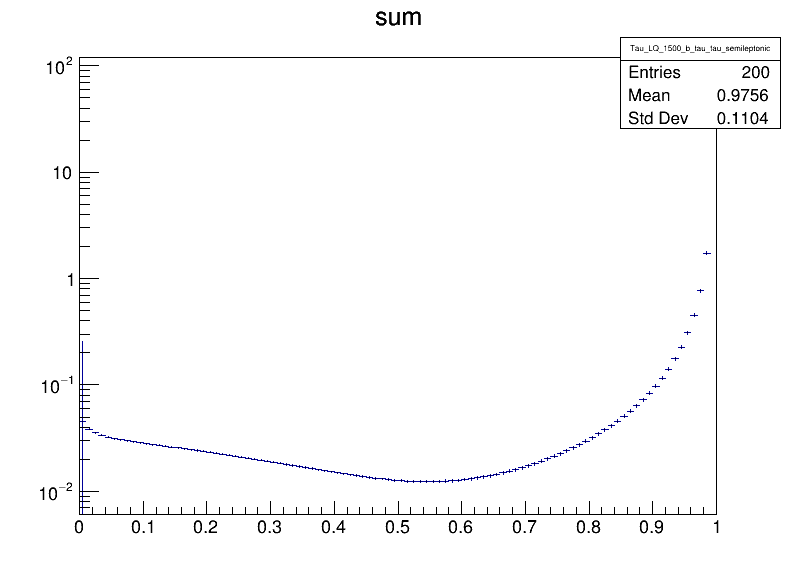 sum
Tau_LQ_1500_b_tau_tau_semileptonic
Entries 200
Mean 0.9756
Std Dev 0.1104
10²
10
1
10⁻¹
10⁻²
0 0.1 0.2 0.3 0.4 0.5 0.6 0.7 0.8 0.9 1